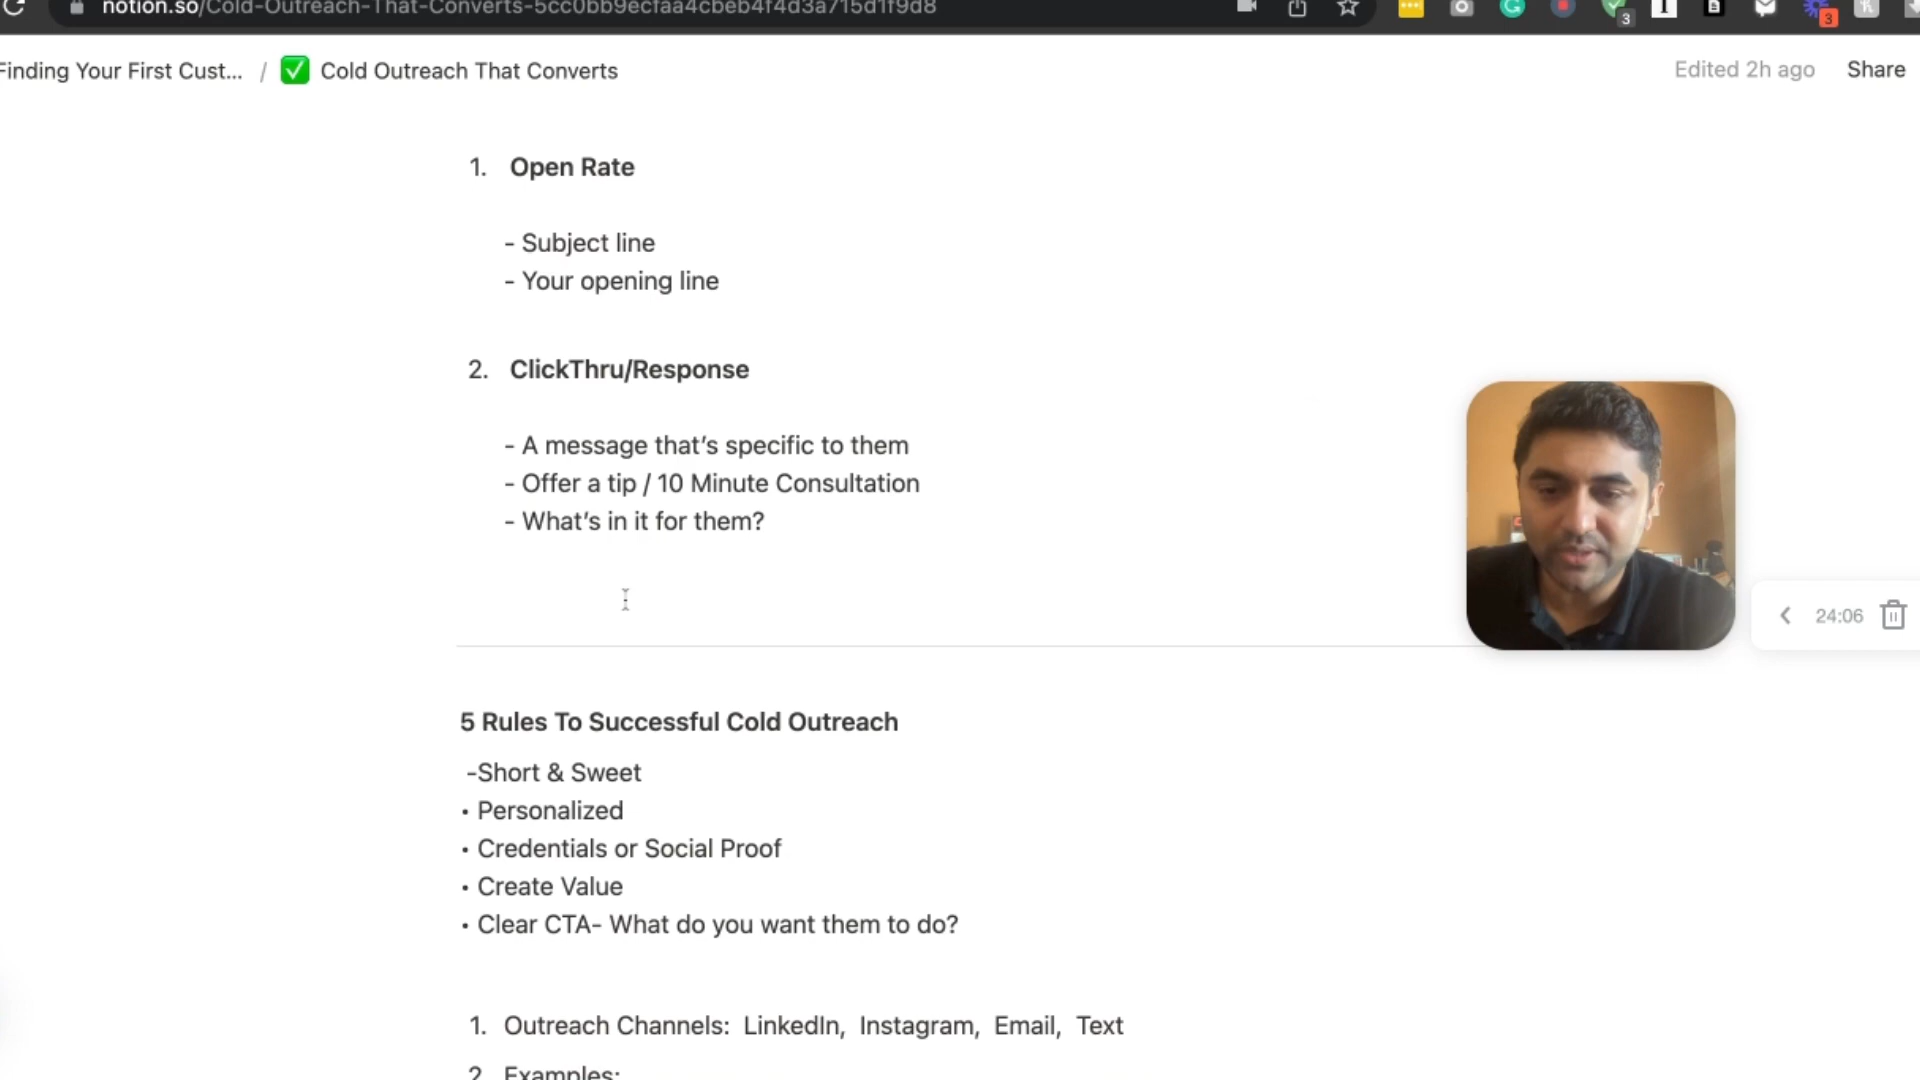 notion.so/Cold-Outreach-That-Converts-5cc0bb9ecfaa4cbeb4f4d3a715d1f9d8
3
3
Finding Your First Cust... / Cold Outreach That Converts
Edited 2h ago
Share
1. Open Rate
- Subject line
- Your opening line
2. ClickThru/Response
- A message that's specific to them
- Offer a tip / 10 Minute Consultation
- What's in it for them?
24:06
5 Rules To Successful Cold Outreach
-Short & Sweet
• Personalized
• Credentials or Social Proof
• Create Value
• Clear CTA- What do you want them to do?
1. Outreach Channels: LinkedIn, Instagram, Email, Text
2. Examples: